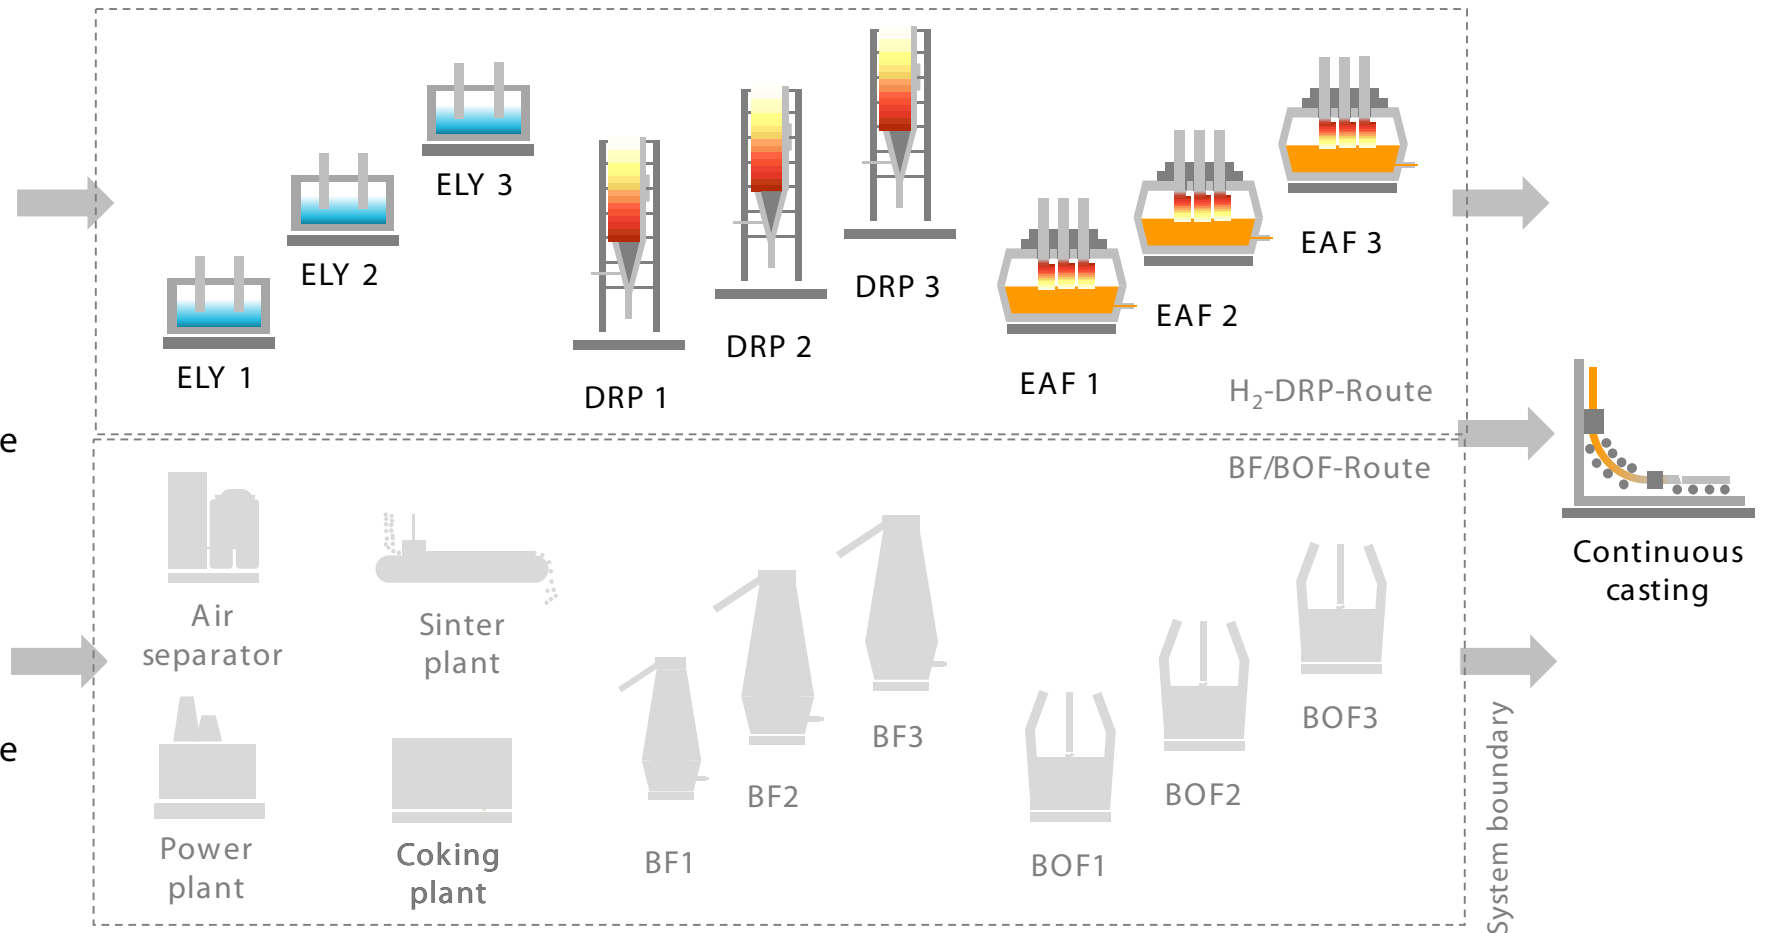 ELY 3
ELY 2
ELY 1
DRP 3
DRP 2
DRP 1
EAF 3
EAF 2
EAF 1
H₂-DRP-Route
e
BF/BOF-Route
Continuous
casting
Air
separator
Sinter
plant
Power
plant
Coking
plant
BF3
BF2
BF1
BOF3
BOF2
BOF1
e
System boundary